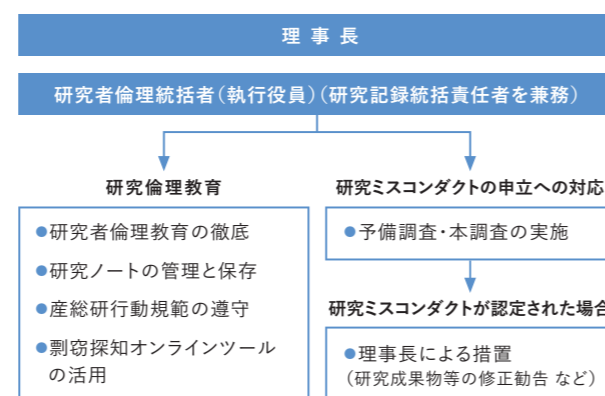 理事長
研究者倫理統括者（執行役員）（研究記録統括責任者を兼務）
研究倫理教育
●研究者倫理教育の徹底
●研究ノートの管理と保存
●産総研行動規範の遵守
●剽窃探知オンラインツール
の活用
研究ミスコンダクトの申立への対応
●予備調査・本調査の実施
研究ミスコンダクトが認定された場合
●理事長による措置
（研究成果物等の修正勧告 など）